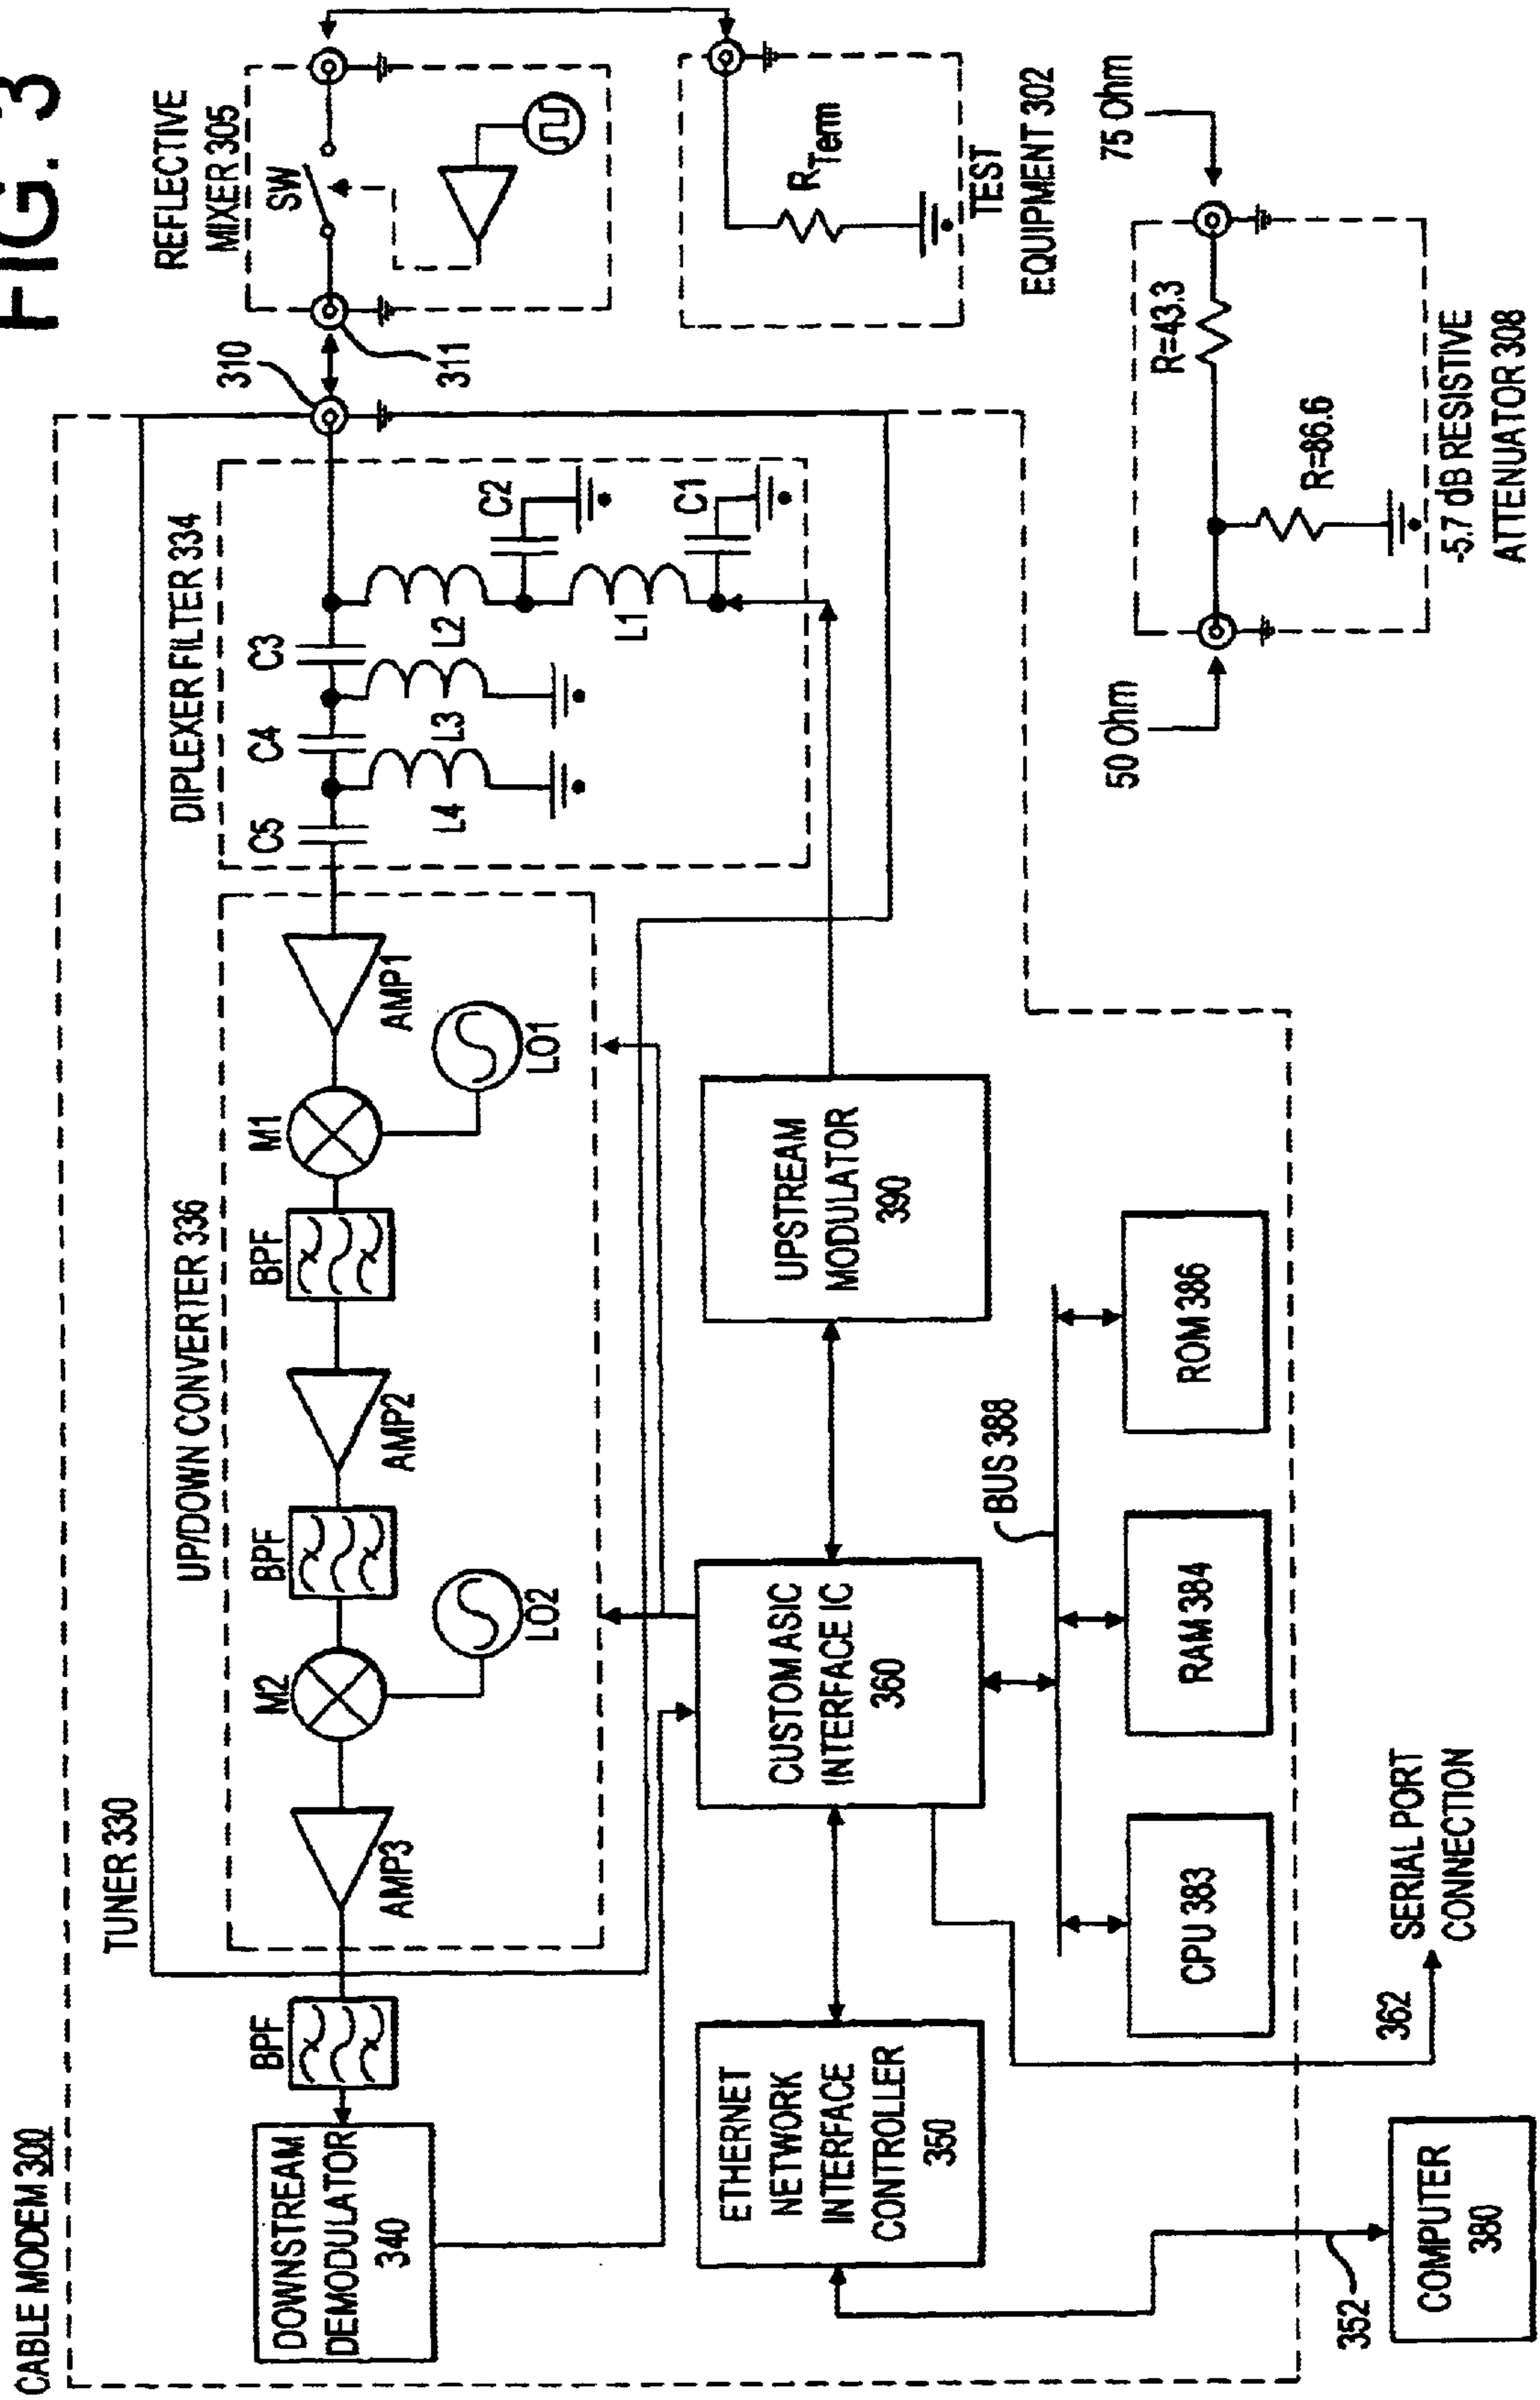 FIG. 3
CABLE MODEM 300
TUNER 330
UP/DOWN CONVERTER 336
DIPLEXER FILTER 334
REFLECTIVE
MIXER 305
SW
310
311
DOWNSTREAM
DEMODULATOR
340
BPF
AMP3
M2
LO2
BPF
AMP2
BPF
M1
LO1
AMP1
C5
C4
C3
L4
L3
L2
L1
C2
C1
R Term
TEST
EQUIPMENT 302
ETHERNET
NETWORK
INTERFACE
CONTROLLER
350
CUSTOM ASIC
INTERFACE IC
360
UPSTREAM
MODULATOR
390
BUS 388
CPU 383
RAM 384
ROM 386
352
COMPUTER
380
362
SERIAL PORT
CONNECTION
50 Ohm
75 Ohm
R=43.3
R=86.6
-5.7 dB RESISTIVE
ATTENUATOR 308